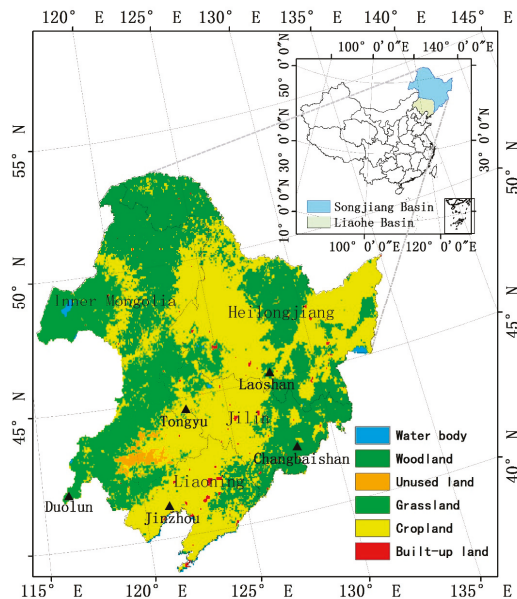 120° E
125° E
130° E
135° E
140° E
145° E
100° 0'0"E
140° 0'0"E
50° 0'0"N
40° 0'0"N
30° 0'0"N
10° 0'0"N
30° 0'0"N
Songjiang Basin
Liaohe Basin
100° 0'0"E
120° 0'0"E
55° N
50° N
45° N
50° N
45° N
40° N
Inner Mongolia
Heilongjiang
Laoshan
Tongyu
Jilin
Changbaishan
Liaoning
Duolun
Jinzhou
Water body
Woodland
Unused land
Grassland
Cropland
Built-up land
115° E
120° E
125° E
130° E
135° E